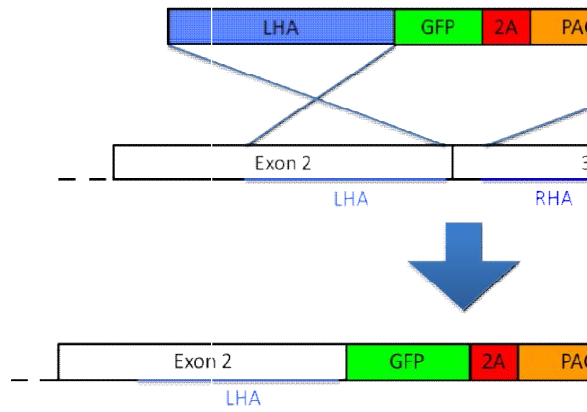 LHA GFP 2A PAC
Exon 2 3
LHA RHA
Exon 2 GFP 2A PAC
LHA